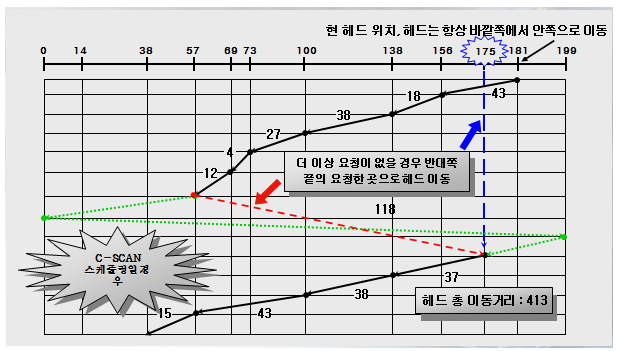 현 헤드 위치, 헤드는 항상 바깥쪽에서 안쪽으로 이동
0 14 38 57 69 73 100 138 156 175 181 199
43
18
38
27
4
12
더 이상 요청이 없을 경우 반대쪽
끝의 요청한 곳으로 헤드 이동
118
C-SCAN
스케줄링일경
우
37
헤드 총 이동거리 : 413
38
43
15